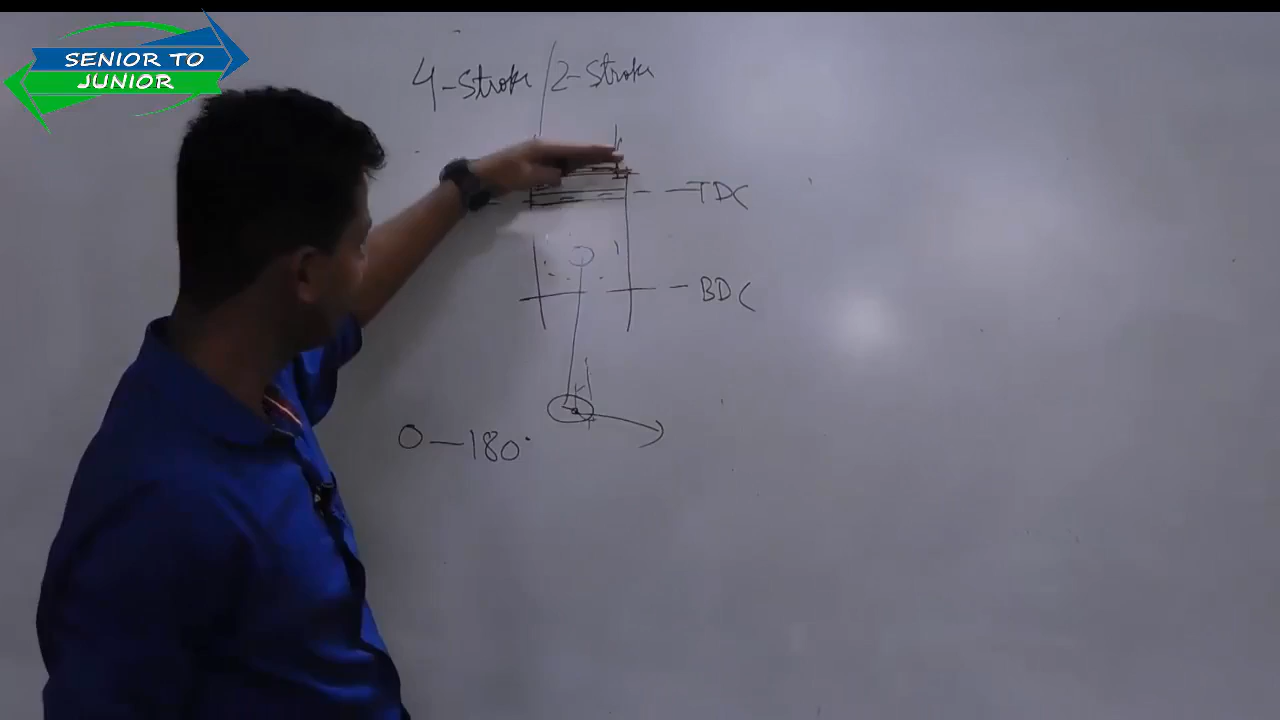 SENIOR TO
JUNIOR
4-Stroke/2-Stroke
TDC
BDC
0-180°